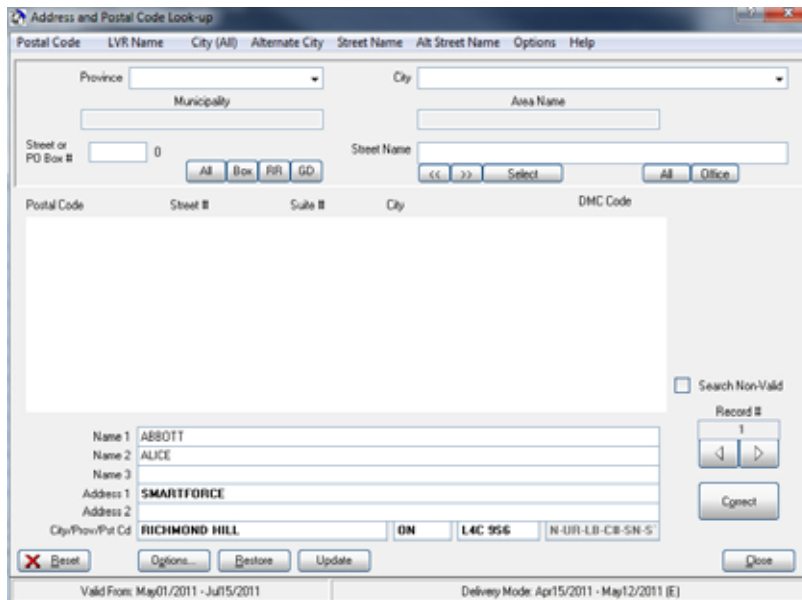 Address and Postal Code Look-up
Postal Code LVR Name City (All) Alternate City Street Name Alt Street Name Options Help
Province City
Municipality Area Name
Street or PO Box # 0 Street Name
All Box RR GD << >> Select All Office
Postal Code Street # Suite # City DMC Code
Search Non-Valid
Record #
1
Name 1 ABBOTT
Name 2 ALICE
Name 3
Address 1 SMARTFORCE
Correct
Address 2
City/Prov/Pst Cd RICHMOND HILL ON L4C 9S6 N-UR-LB-C#-SN-S
Reset Options... Restore Update Close
Valid From: May01/2011 - Jul15/2011 Delivery Mode: Apr15/2011 - May12/2011 (E)